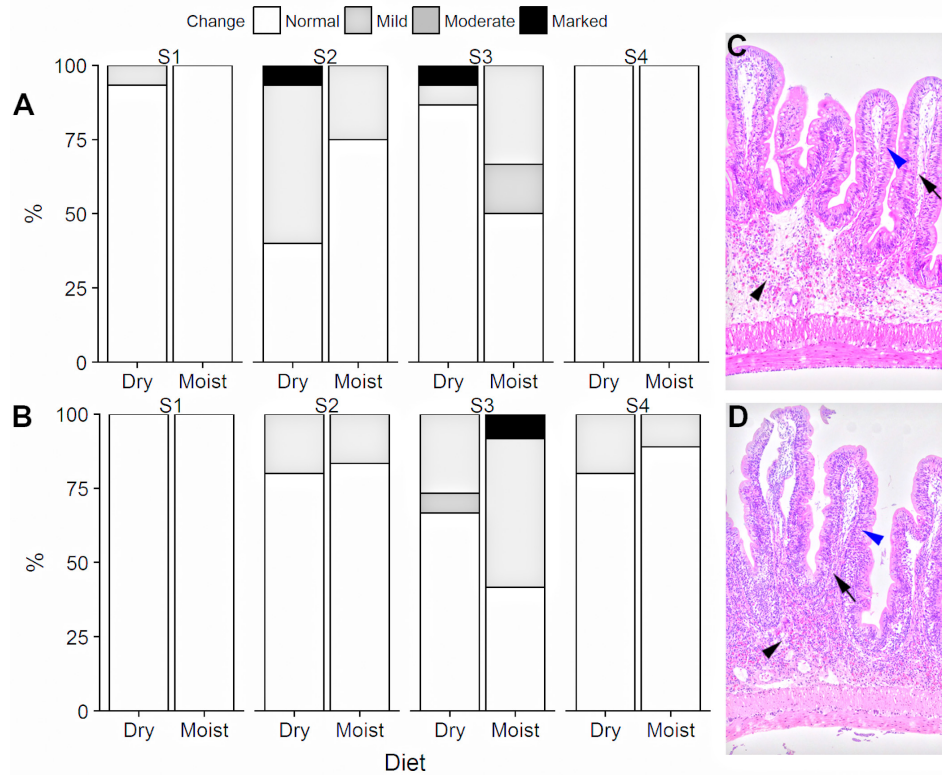 Change Normal Mild Moderate Marked
A
S1 S2 S3 S4
100
75
50
25
0
%
Dry Moist Dry Moist Dry Moist Dry Moist
B
S1 S2 S3 S4
100
75
50
25
0
%
Dry Moist Dry Moist Dry Moist Dry Moist
Diet
C
D